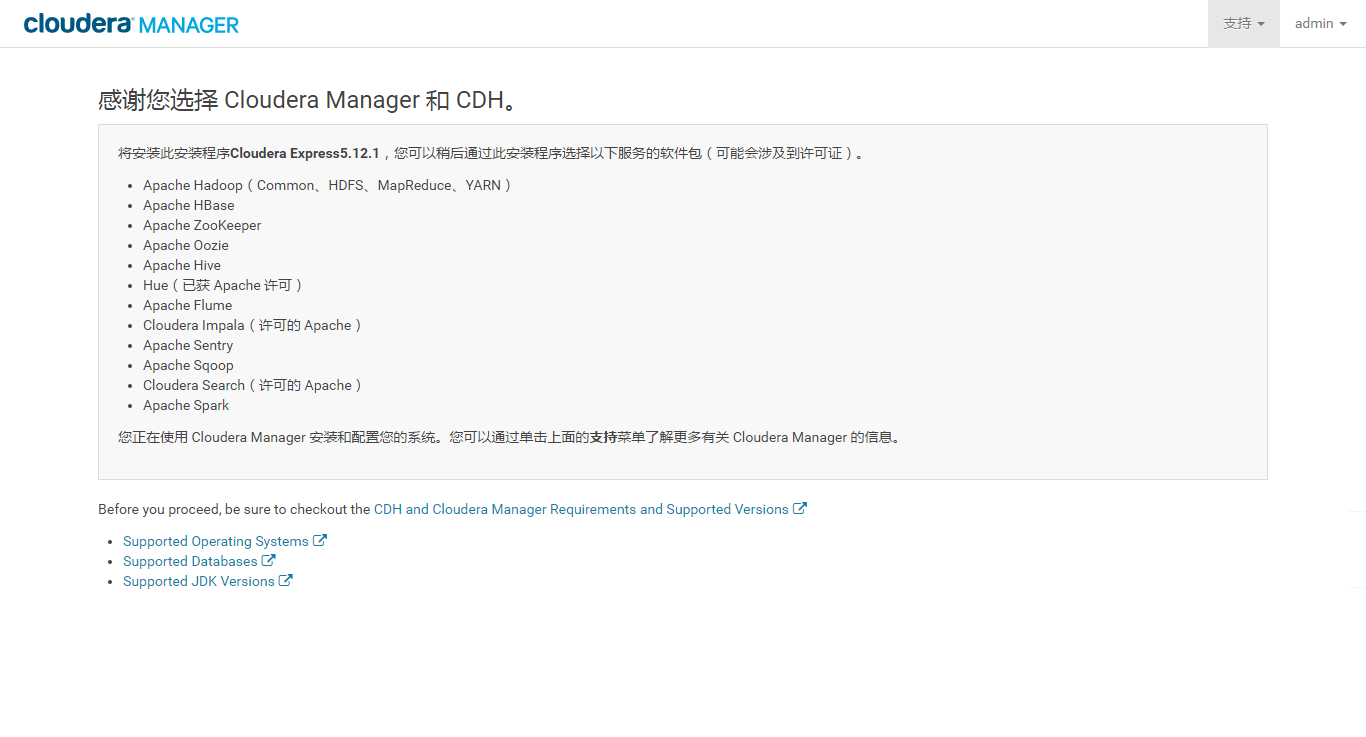 cloudera MANAGER
支持
admin
感谢您选择 Cloudera Manager 和 CDH。
将安装此安装程序Cloudera Express5.12.1，您可以稍后通过此安装程序选择以下服务的软件包（可能会涉及到许可证）。
Apache Hadoop（Common、HDFS、MapReduce、YARN）
Apache HBase
Apache ZooKeeper
Apache Oozie
Apache Hive
Hue（已获 Apache 许可）
Apache Flume
Cloudera Impala（许可的 Apache）
Apache Sentry
Apache Sqoop
Cloudera Search（许可的 Apache）
Apache Spark
您正在使用 Cloudera Manager 安装和配置您的系统。您可以通过单击上面的支持菜单了解更多有关 Cloudera Manager 的信息。
Before you proceed, be sure to checkout the CDH and Cloudera Manager Requirements and Supported Versions
Supported Operating Systems
Supported Databases
Supported JDK Versions